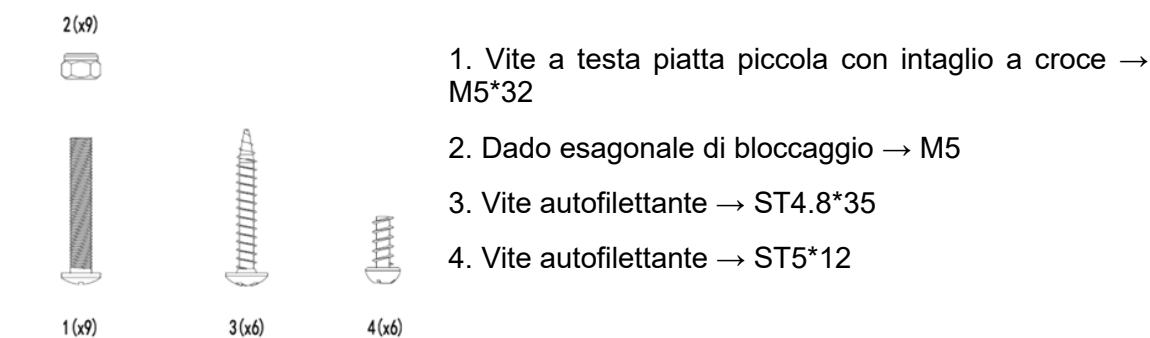 2(x9)
1. Vite a testa piatta piccola con intaglio a croce →
M5*32
2. Dado esagonale di bloccaggio → M5
3. Vite autofilettante → ST4.8*35
4. Vite autofilettante → ST5*12
1(x9)
3(x6)
4(x6)